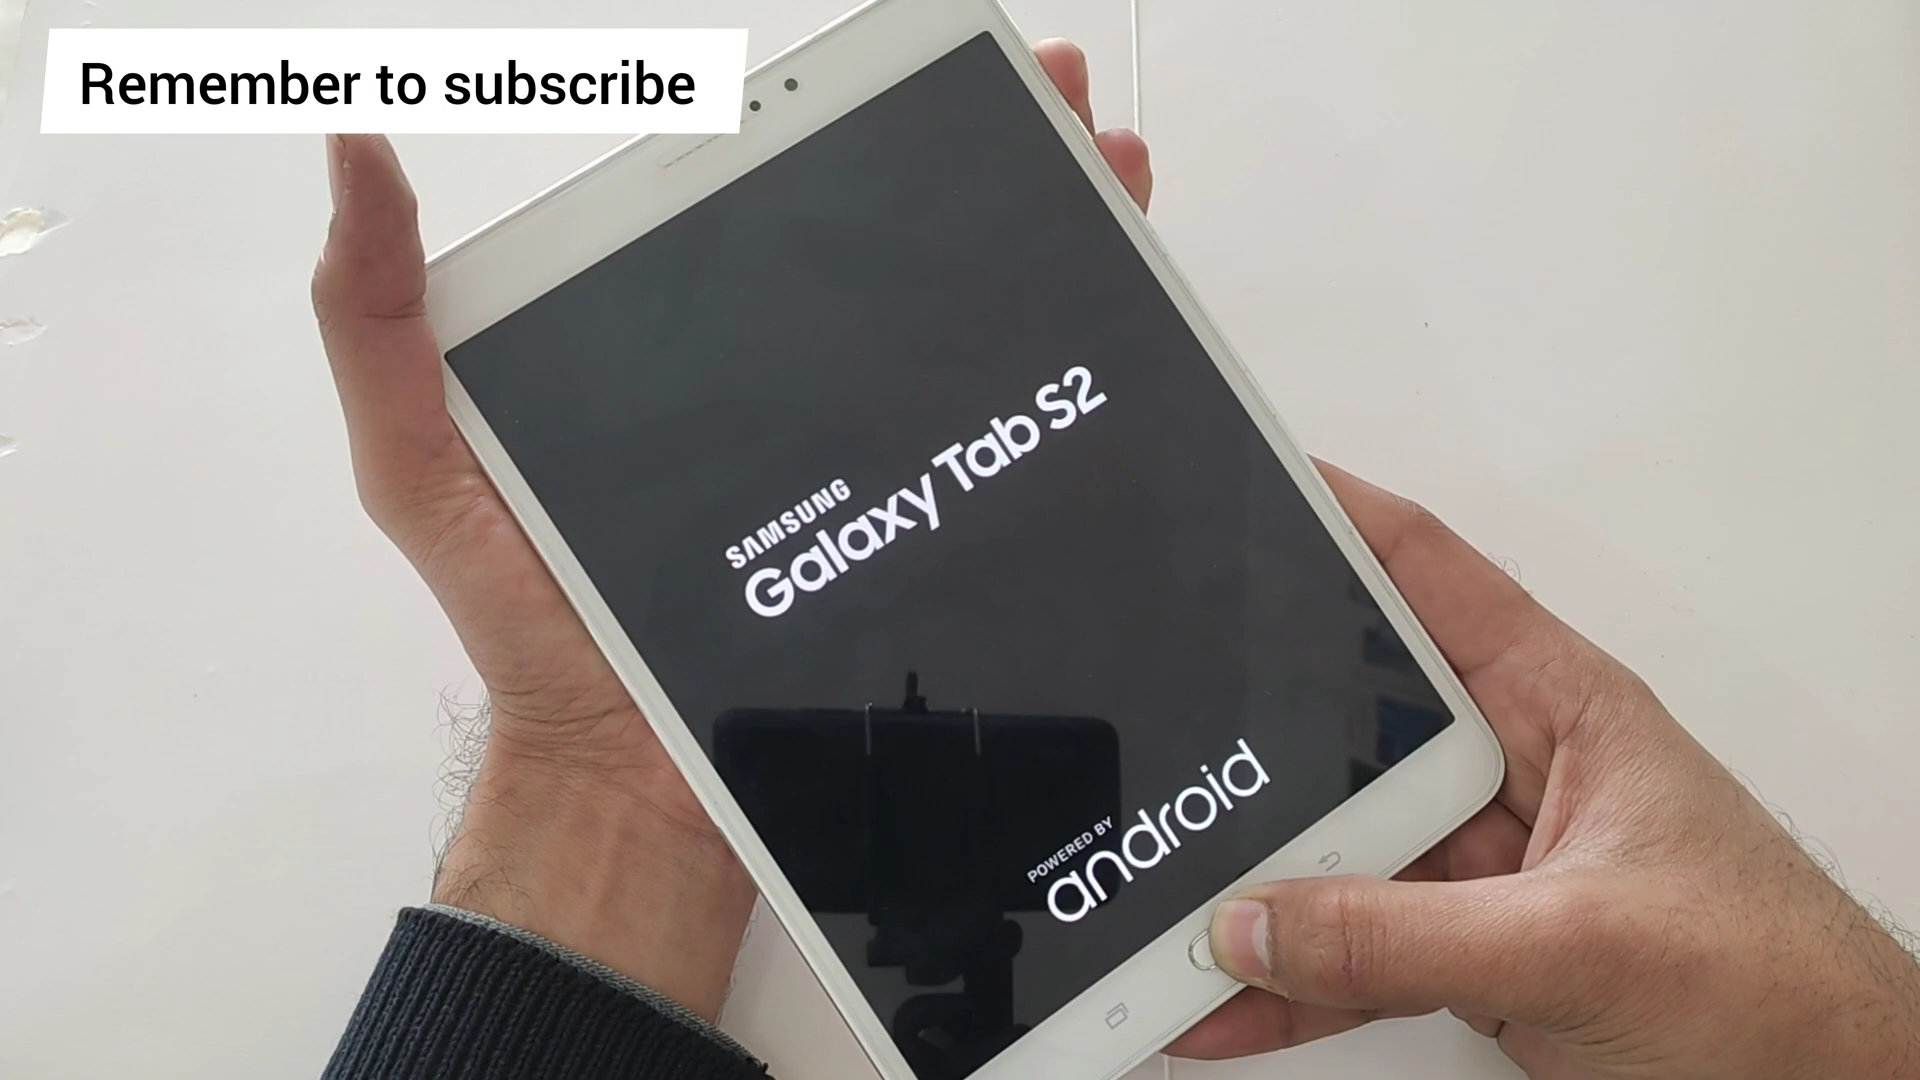 Remember to subscribe
SAMSUNG
Galaxy Tab S2
POWERED BY
android